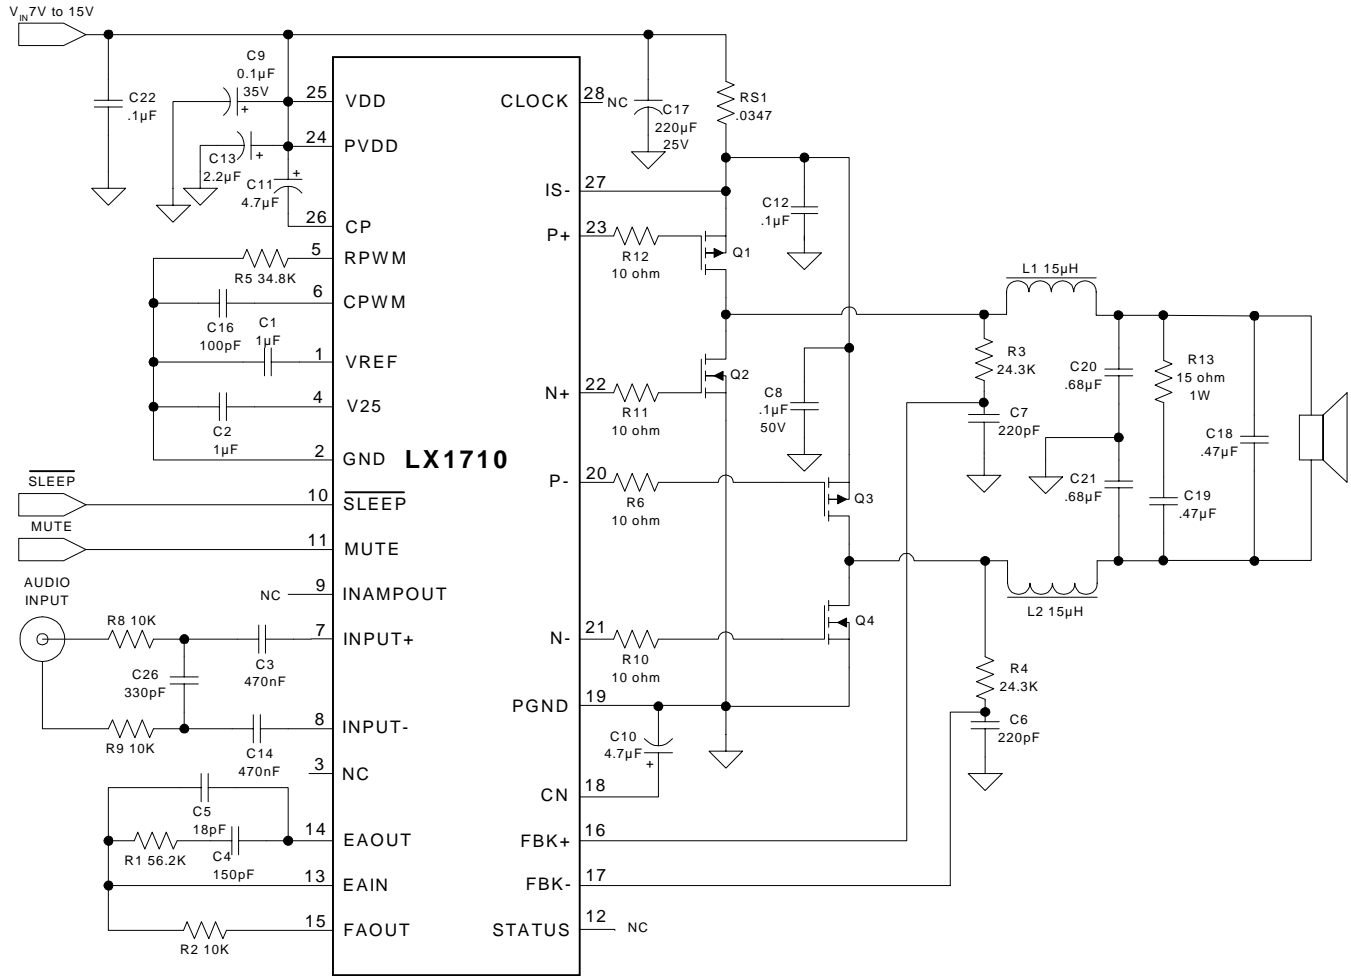 VIN 7V to 15V
C22
.1µF
C9
0.1µF
35V
+
C13
2.2µF
+
C11
4.7µF
+
25
VDD
24
PVDD
26
CP
5
RPWM
R5 34.8K
6
CPWM
C16
100pF
C1
1µF
1
VREF
4
V25
C2
1µF
2
GND
LX1710
SLEEP
10
SLEEP
MUTE
11
MUTE
AUDIO
INPUT
NC
9
INAMPOUT
R8 10K
C3
470nF
7
INPUT+
C26
330pF
R9 10K
C14
470nF
8
INPUT-
3
NC
C5
18pF
R1 56.2K
C4
150pF
14
EAOUT
13
EAIN
R2 10K
15
FAOUT
CLOCK
28
NC
C17
220µF
25V
RS1
.0347
IS-
27
C12
.1µF
P+
23
R12
10 ohm
Q1
N+
22
R11
10 ohm
Q2
C8
.1µF
50V
P-
20
R6
10 ohm
Q3
N-
21
R10
10 ohm
Q4
PGND
19
C10
4.7µF
+
CN
18
FBK+
16
FBK-
17
STATUS
12
NC
L1 15µH
R3
24.3K
C7
220pF
C20
.68µF
R13
15 ohm
1W
C18
.47µF
C21
.68µF
C19
.47µF
L2 15µH
R4
24.3K
C6
220pF